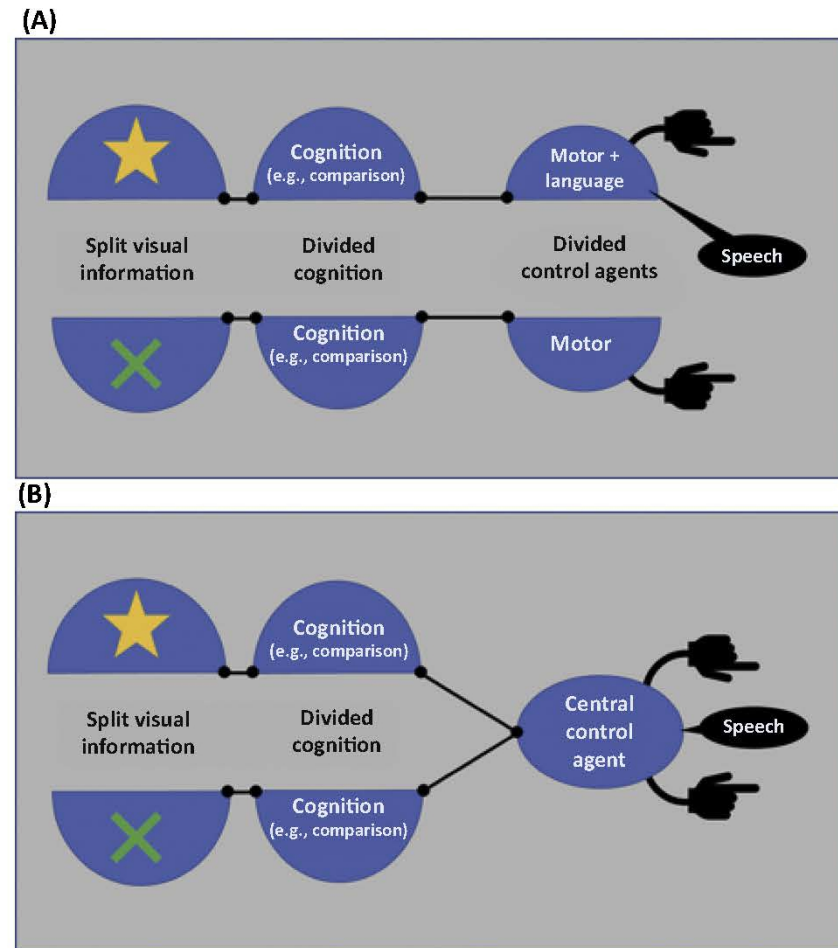 (A)
Cognition
(e.g., comparison)
Motor +
language
Split visual
information
Divided
cognition
Divided
control agents
Speech
Cognition
(e.g., comparison)
Motor
(B)
Cognition
(e.g., comparison)
Split visual
information
Divided
cognition
Central
control
agent
Speech
Cognition
(e.g., comparison)